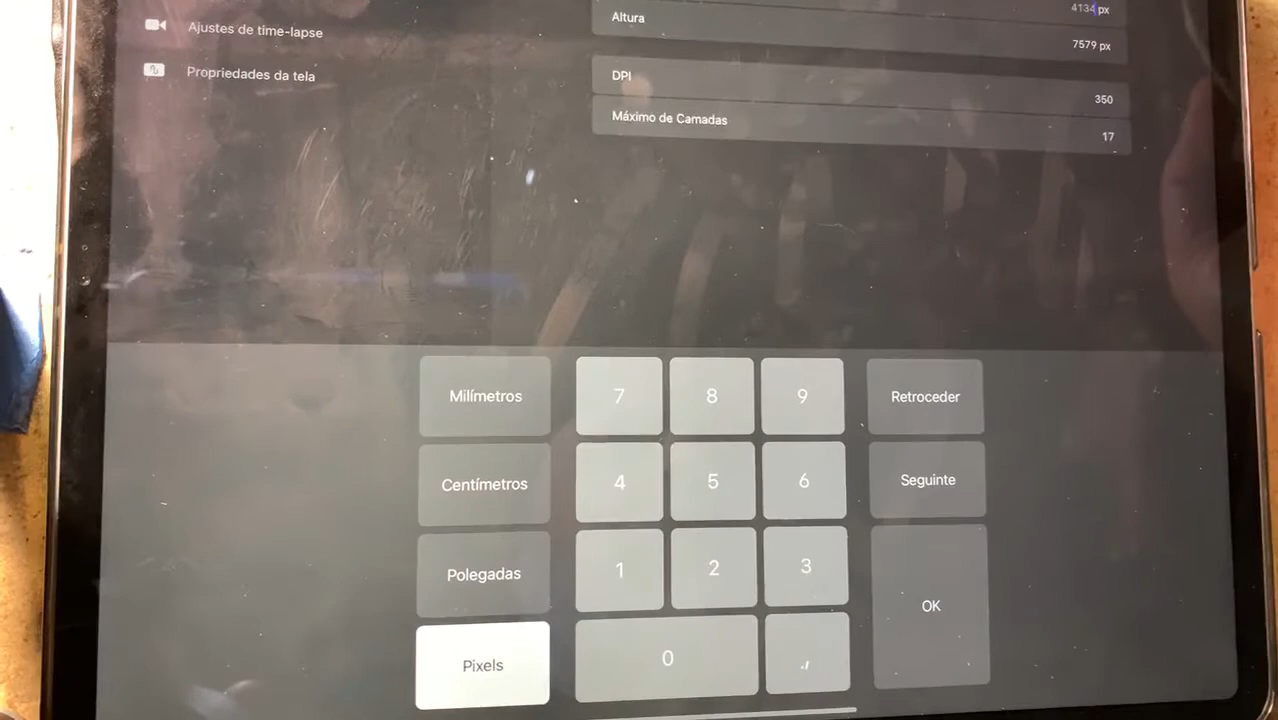 4134 px
Ajustes de time-lapse
Altura
7579 px
Propriedades da tela
DPI
350
Máximo de Camadas
17
Milímetros
7
8
9
Retroceder
Centímetros
4
5
6
Seguinte
Polegadas
1
2
3
OK
Pixels
0